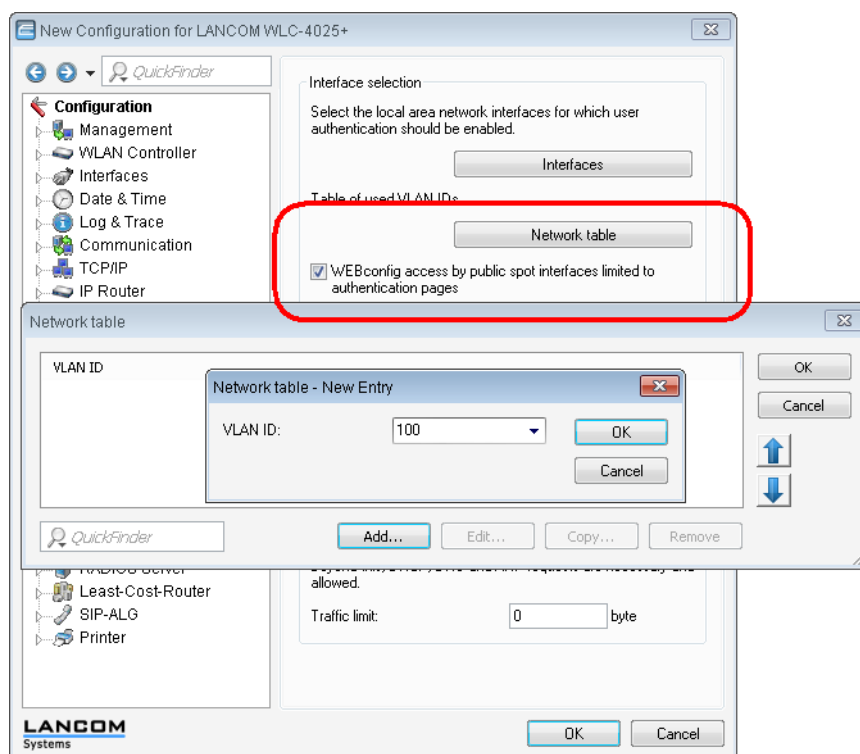 New Configuration for LANCOM WLC-4025+
QuickFinder
Configuration
Management
WLAN Controller
Interfaces
Date & Time
Log & Trace
Communication
TCP/IP
IP Router
Interface selection
Select the local area network interfaces for which user
authentication should be enabled.
Interfaces
Table of used VLAN IDs
Network table
WEBconfig access by public spot interfaces limited to
authentication pages
Network table
VLAN ID
OK
Cancel
Network table - New Entry
VLAN ID:
100
OK
Cancel
QuickFinder
Add...
Edit...
Copy...
Remove
RADIUS Server
Least-Cost-Router
SIP-ALG
Printer
allowed.
Traffic limit:
0
byte
LANCOM
Systems
OK
Cancel